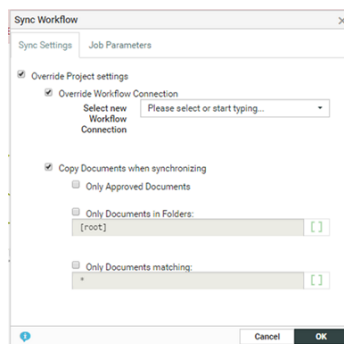 Sync Workflow
Sync Settings Job Parameters
Override Project settings
Override Workflow Connection
Select new Workflow Connection Please select or start typing...
Copy Documents when synchronizing
Only Approved Documents
Only Documents in Folders:
[root] [ ]
Only Documents matching:
* [ ]
Cancel OK